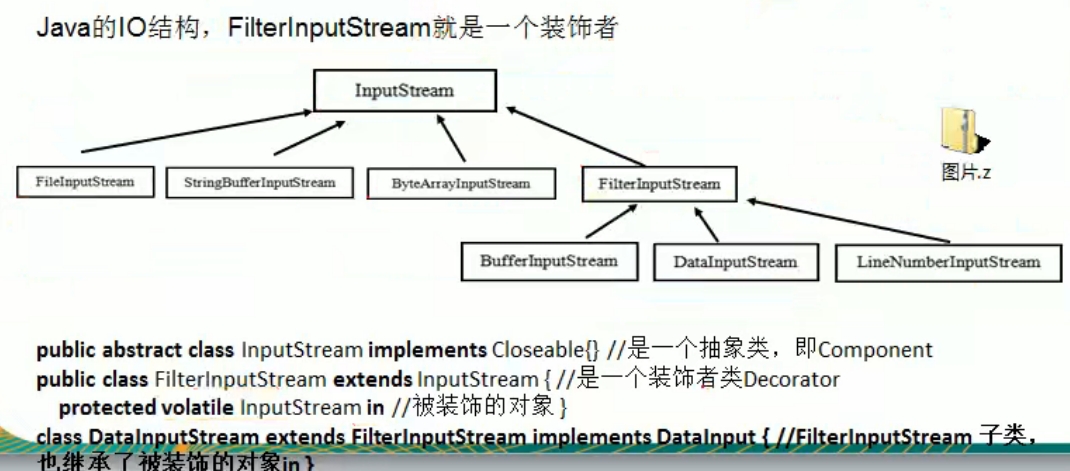 Java的IO结构，FilterInputStream就是一个装饰者
InputStream
FileInputStream
StringBufferInputStream
ByteArrayInputStream
FilterInputStream
图片.z
BufferInputStream
DataInputStream
LineNumberInputStream
public abstract class InputStream implements Closeable{} //是一个抽象类，即Component
public class FilterInputStream extends InputStream { //是一个装饰者类Decorator
protected volatile InputStream in //被装饰的对象 }
class DataInputStream extends FilterInputStream implements DataInput { //FilterInputStream 子类，
也继承了被装饰的对象in }